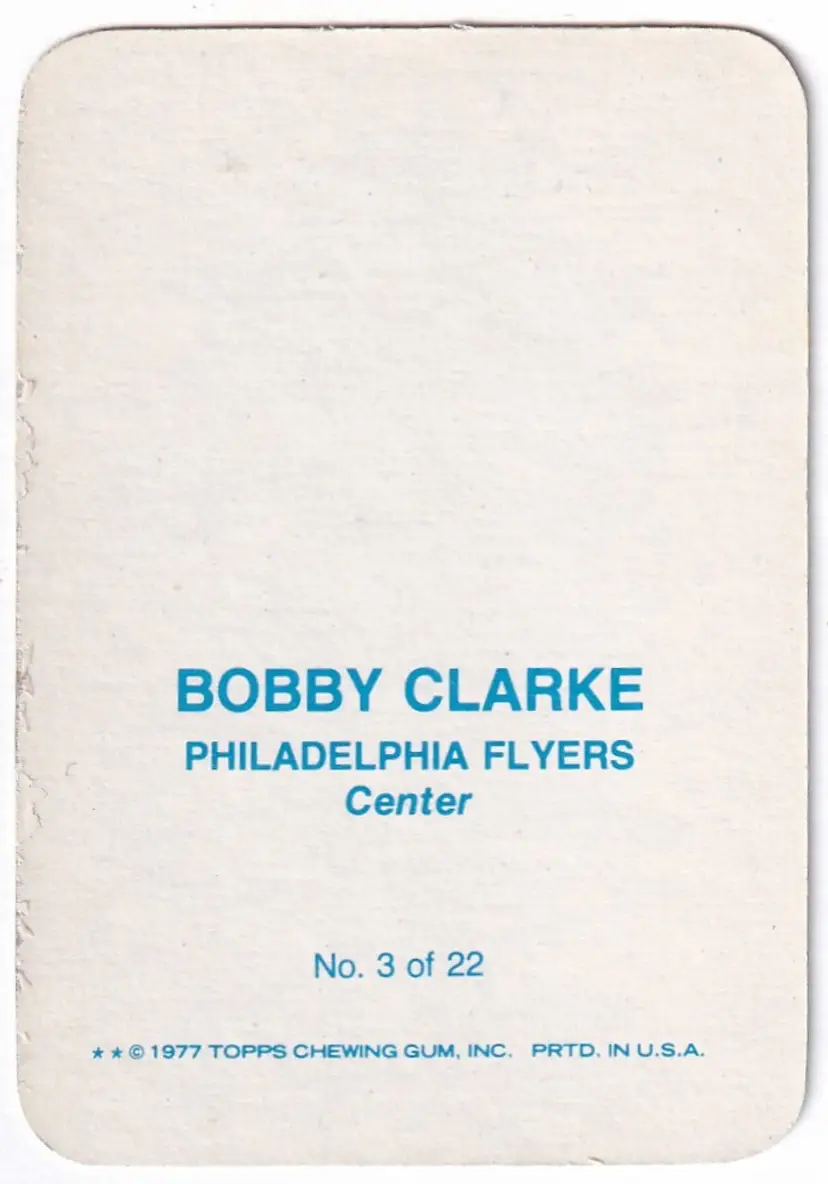 BOBBY CLARKE
PHILADELPHIA FLYERS
Center
No. 3 of 22
★ ★ © 1977 TOPPS CHEWING GUM, INC. PRTD. IN U.S.A.